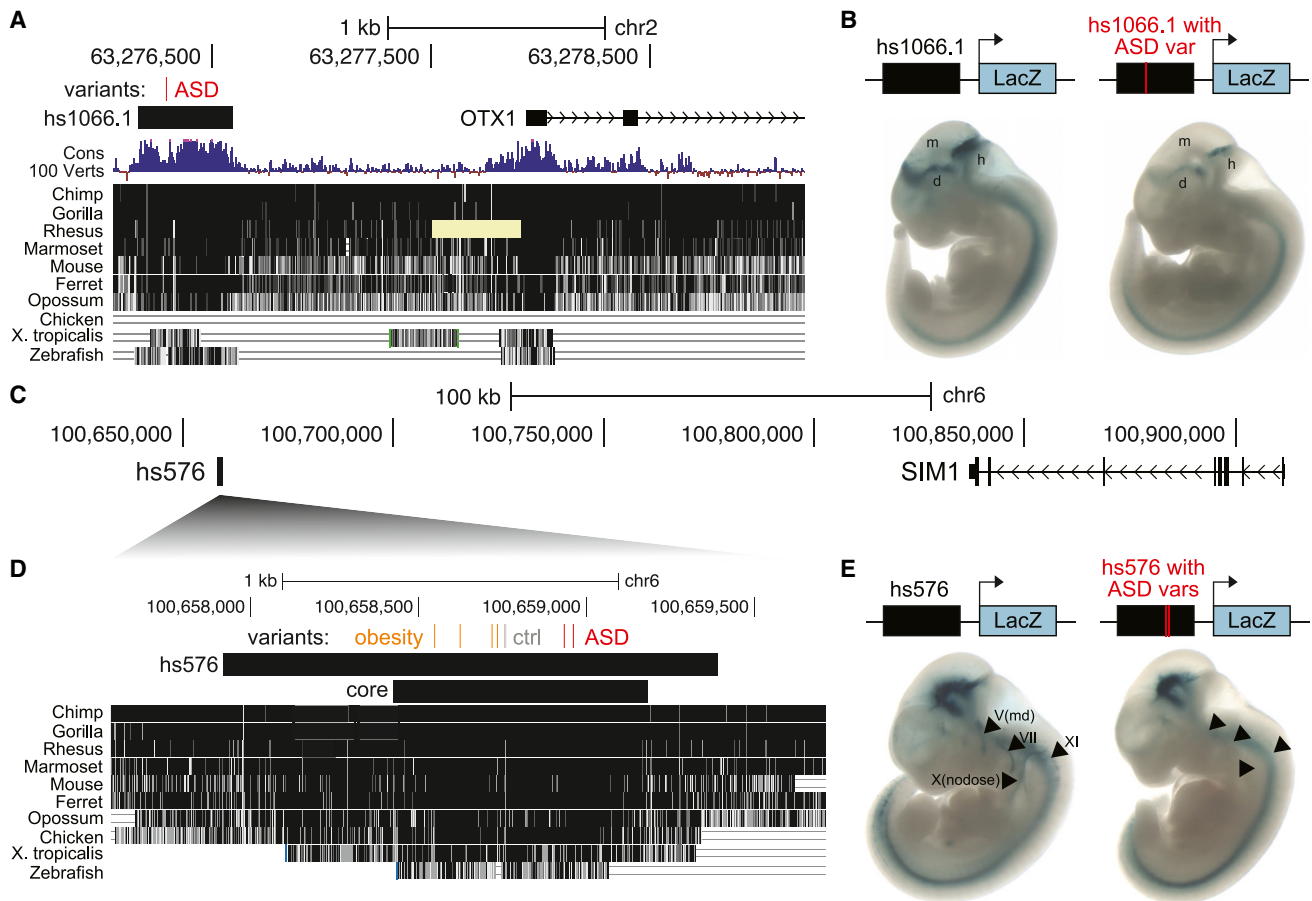 A
1 kb chr2
63,276,500 63,277,500 63,278,500
variants: ASD
hs1066.1 OTX1
Cons
100 Verts
Chimp
Gorilla
Rhesus
Marmoset
Mouse
Ferret
Opossum
Chicken
X. tropicalis
Zebrafish
B
hs1066.1
LacZ
hs1066.1 with
ASD var
LacZ
m
h
d
m
h
d
C
100 kb chr6
100,650,000 100,700,000 100,750,000 100,800,000 100,850,000 100,900,000
hs576 SIM1
D
1 kb chr6
100,658,000 100,658,500 100,659,000 100,659,500
variants: obesity ctrl ASD
hs576
core
Chimp
Gorilla
Rhesus
Marmoset
Mouse
Ferret
Opossum
Chicken
X. tropicalis
Zebrafish
E
hs576
LacZ
hs576 with
ASD vars
LacZ
V(md)
VII
XI
X(nodose)